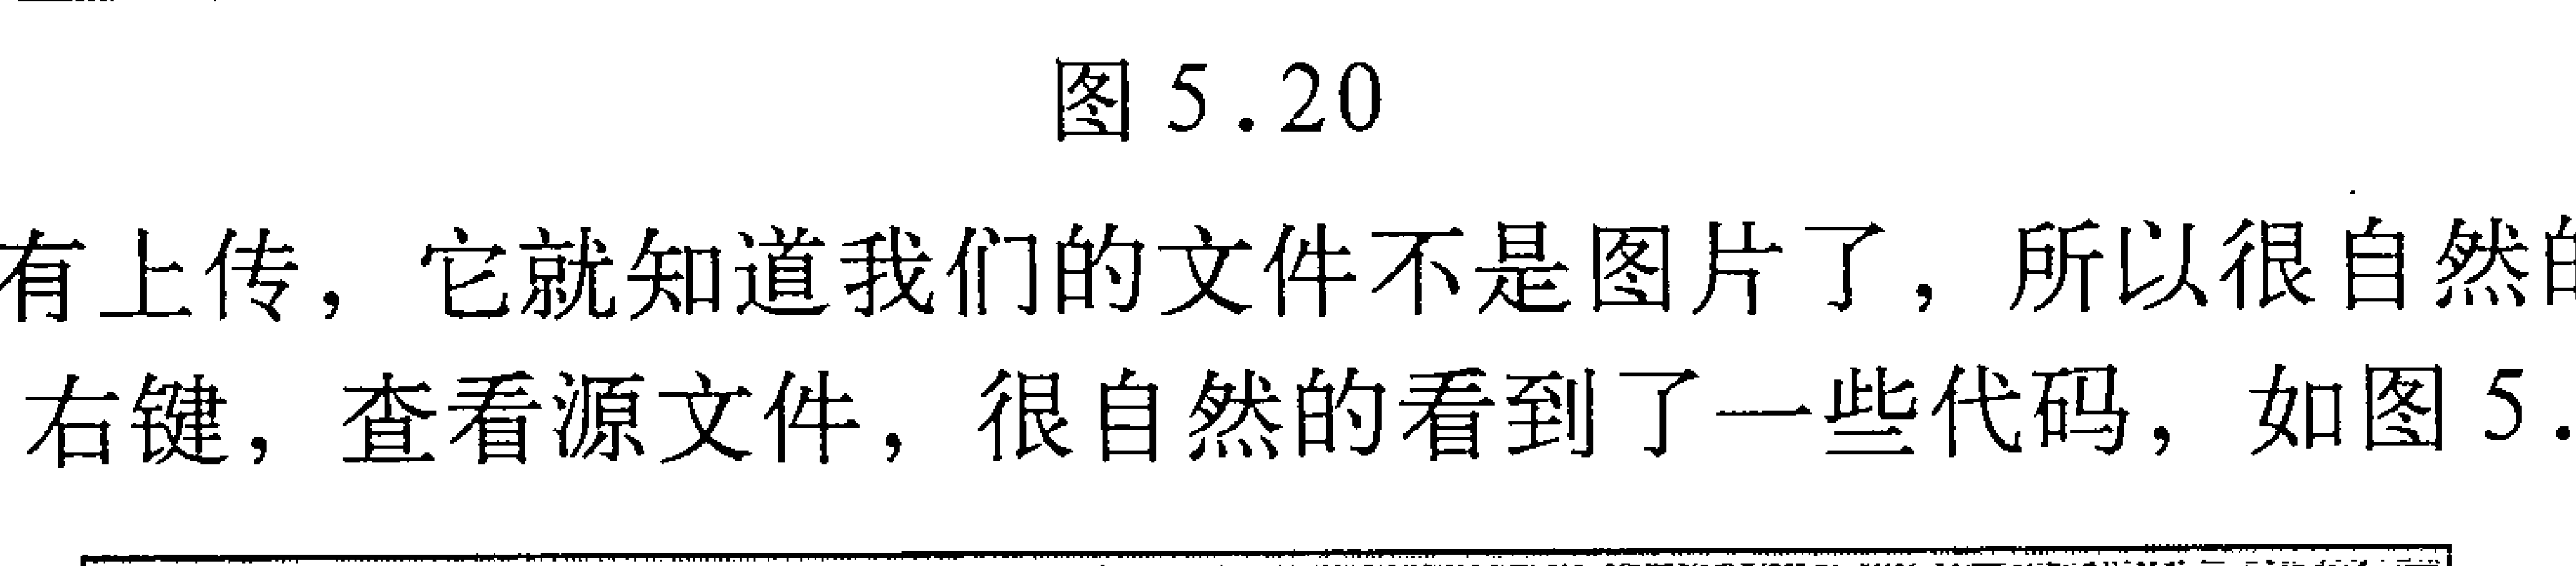 图 5.20
有上传，它就知道我们的文件不是图片了，所以很自然的
右键，查看源文件，很自然的看到了一些代码，如图 5.